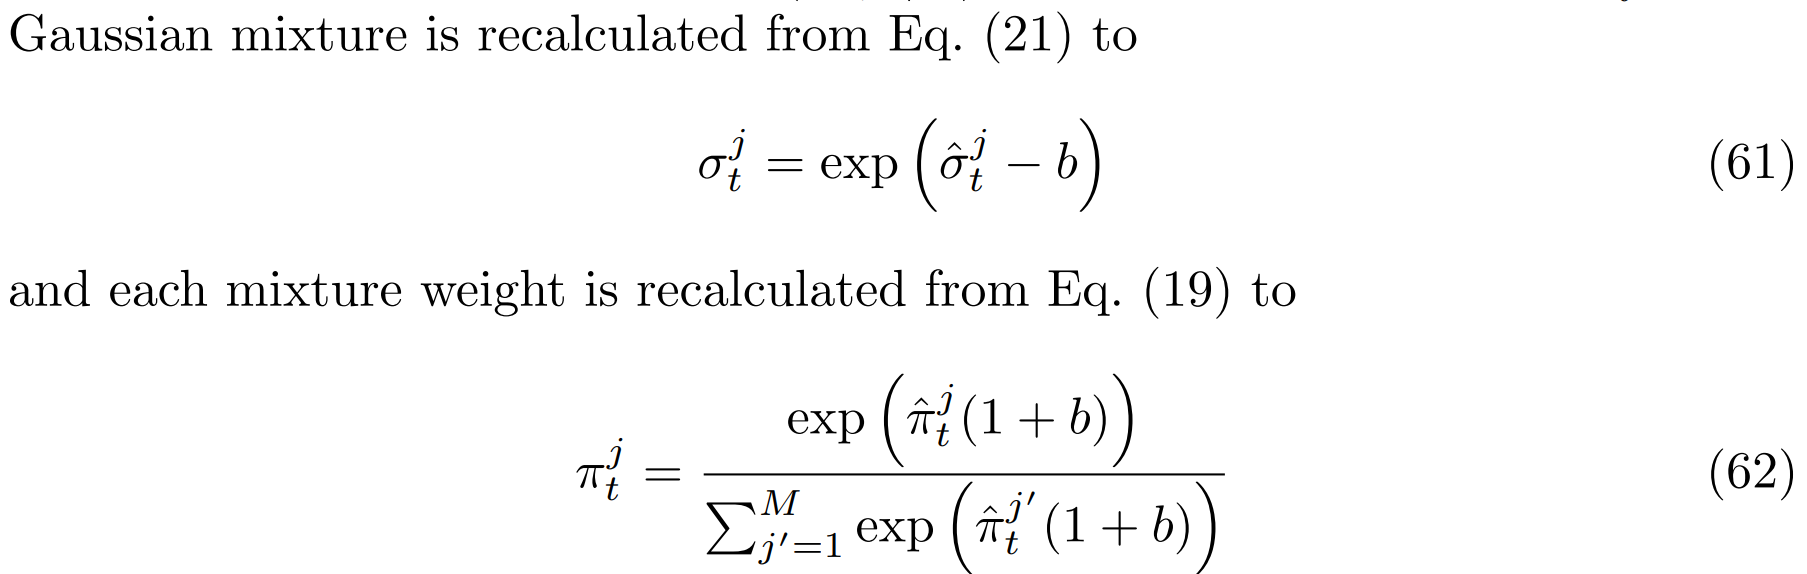 Gaussian mixture is recalculated from Eq. (21) to
σ_t^j = exp(σ̂_t^j − b) (61)
and each mixture weight is recalculated from Eq. (19) to
π_t^j = exp(π̂_t^j(1 + b)) / ∑_{j′=1}^M exp(π̂_t^{j′}(1 + b)) (62)